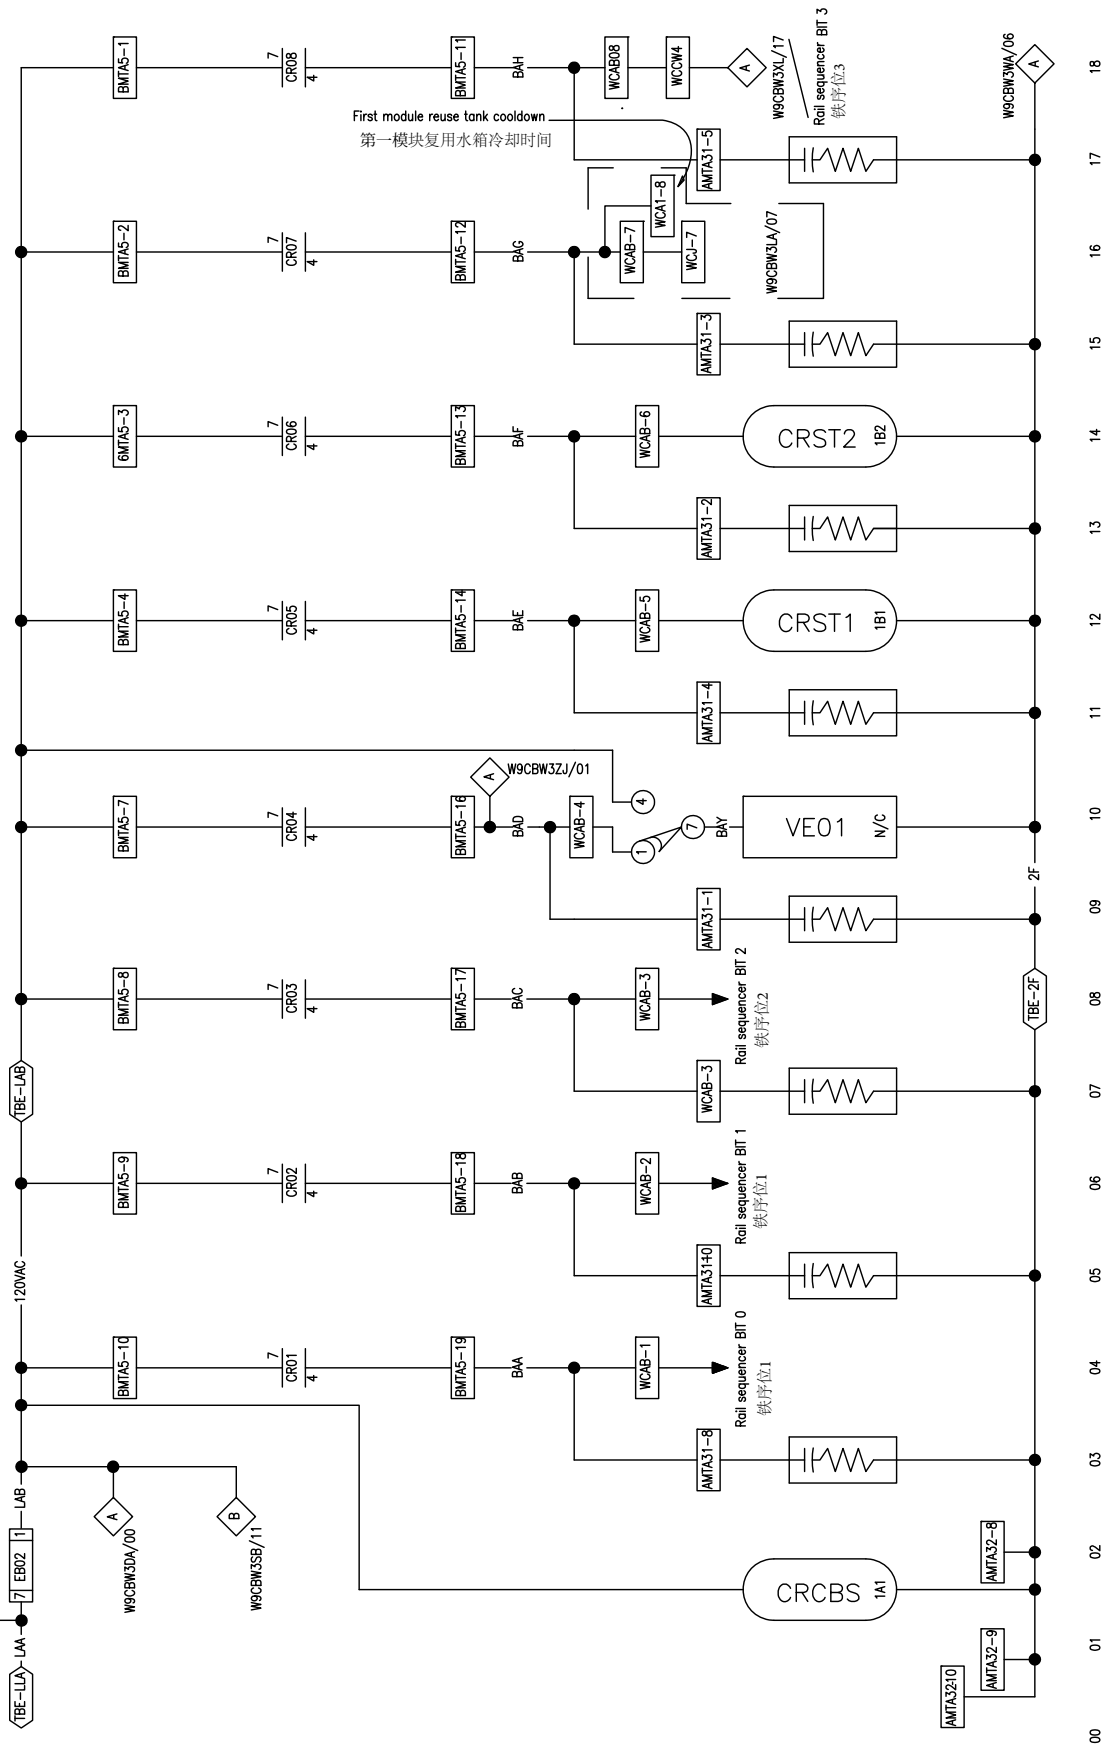 TBE-LLA
LAA
7 EB02 1
LAB
120VAC
TBE-LAB
A
W9CBW3DA/00
B
W9CBW3SB/11
BMTA5-10
7
CR01
4
BMTA5-19
BAA
WCAB-1
Rail sequencer BIT 0
铁序位1
AMTA31-8
BMTA5-9
7
CR02
4
BMTA5-18
BAB
WCAB-2
Rail sequencer BIT 1
铁序位1
AMTA31-10
BMTA5-8
7
CR03
4
BMTA5-17
BAC
WCAB-3
Rail sequencer BIT 2
铁序位2
WCAB-3
BMTA5-7
7
CR04
4
BMTA5-16
A
W9CBW3ZJ/01
BAD
WCAB-4
1
4
7
BAY
VE01
N/C
AMTA31-1
BMTA5-4
7
CR05
4
BMTA5-14
BAE
WCAB-5
CRST1
1B1
AMTA31-4
6MTA5-3
7
CR06
4
BMTA5-13
BAF
WCAB-6
CRST2
1B2
AMTA31-2
BMTA5-2
7
CR07
4
BMTA5-12
BAG
WCAB-7
WCJ-7
WCA1-8
First module reuse tank cooldown
第一模块复用水箱冷却时间
W9CBW3LA/07
AMTA31-3
BMTA5-1
7
CR08
4
BMTA5-11
BAH
WCAB08
WCCW4
A
W9CBW3XL/17
Rail sequencer BIT 3
铁序位3
AMTA31-5
CRCBS
1A1
AMTA3210
AMTA32-9
AMTA32-8
TBE-2F
2F
A
W9CBW3WA/06
00
01
02
03
04
05
06
07
08
09
10
11
12
13
14
15
16
17
18